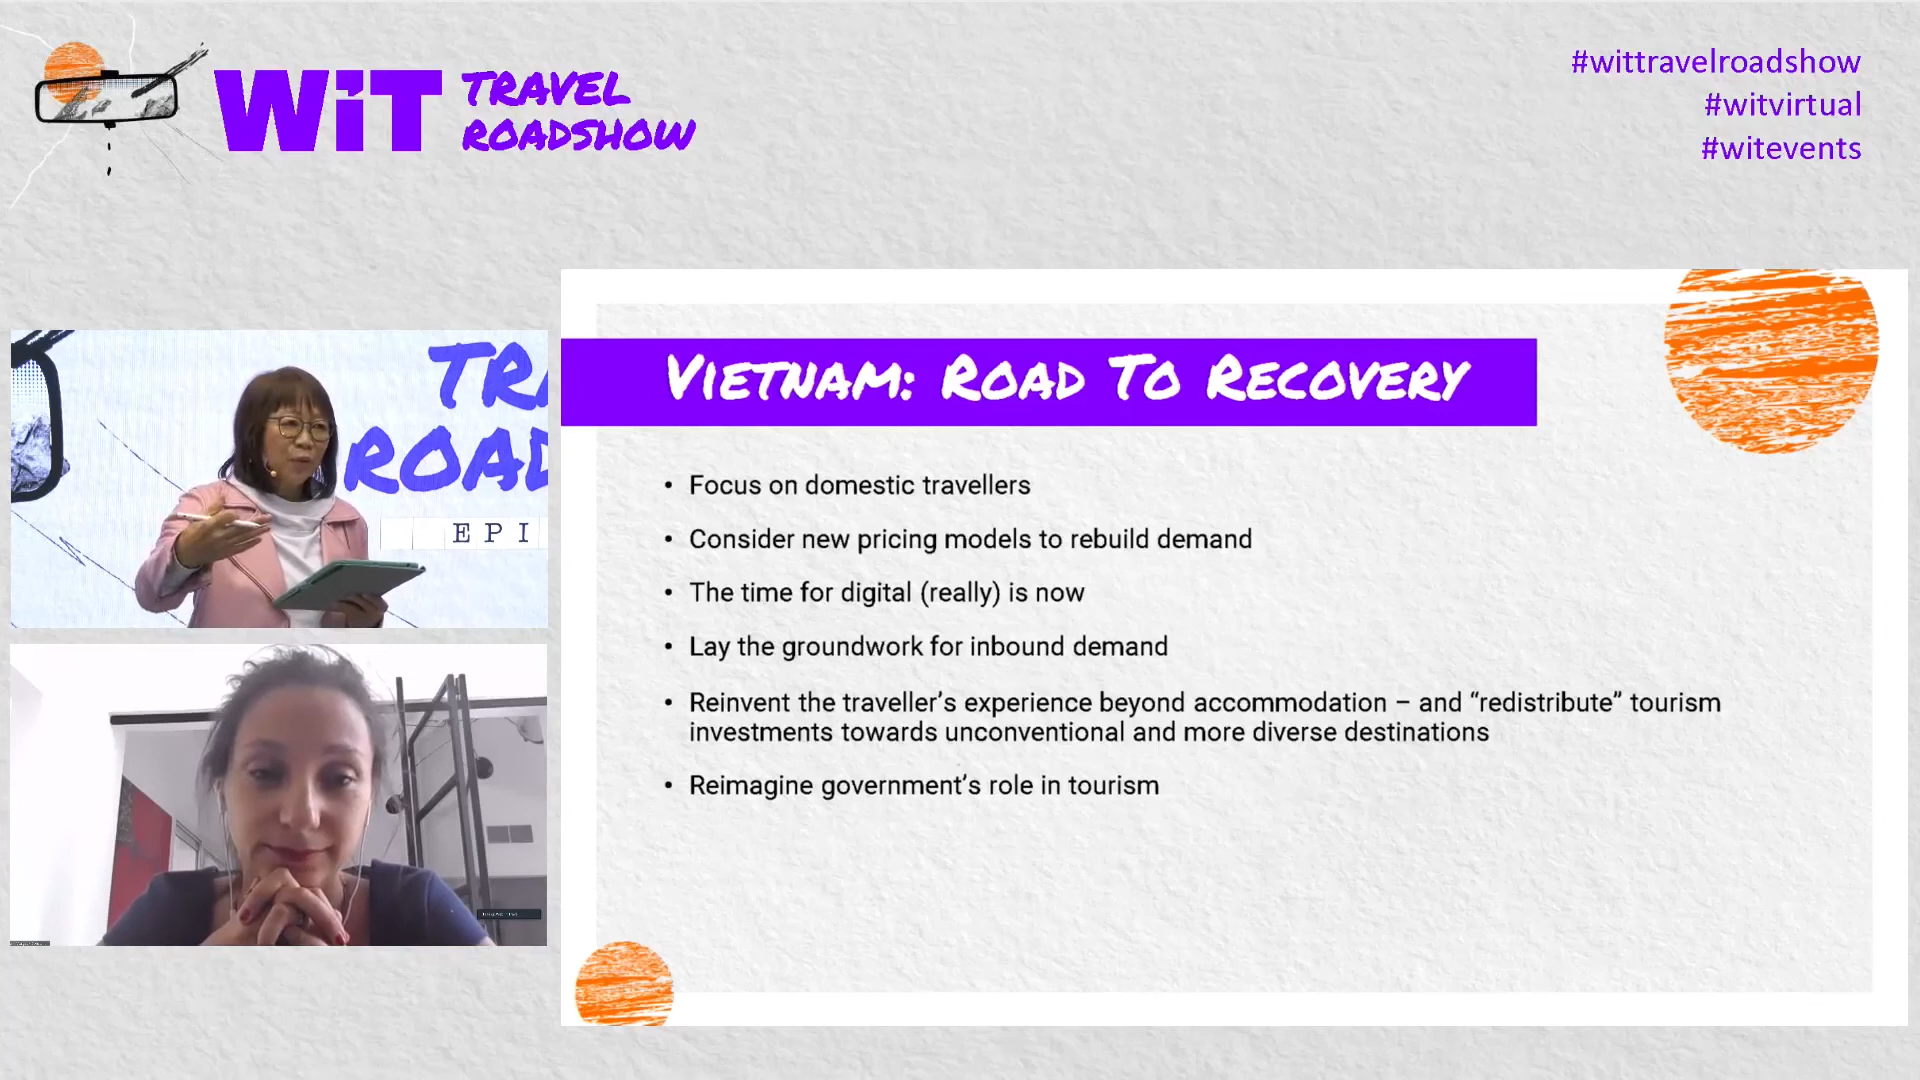 WiT TRAVEL
ROADSHOW
#wittravelroadshow
#witvirtual
#witevents
TRA
ROAD
EPI
VIETNAM: ROAD TO RECOVERY
• Focus on domestic travellers
• Consider new pricing models to rebuild demand
• The time for digital (really) is now
• Lay the groundwork for inbound demand
• Reinvent the traveller’s experience beyond accommodation – and “redistribute” tourism
investments towards unconventional and more diverse destinations
• Reimagine government’s role in tourism